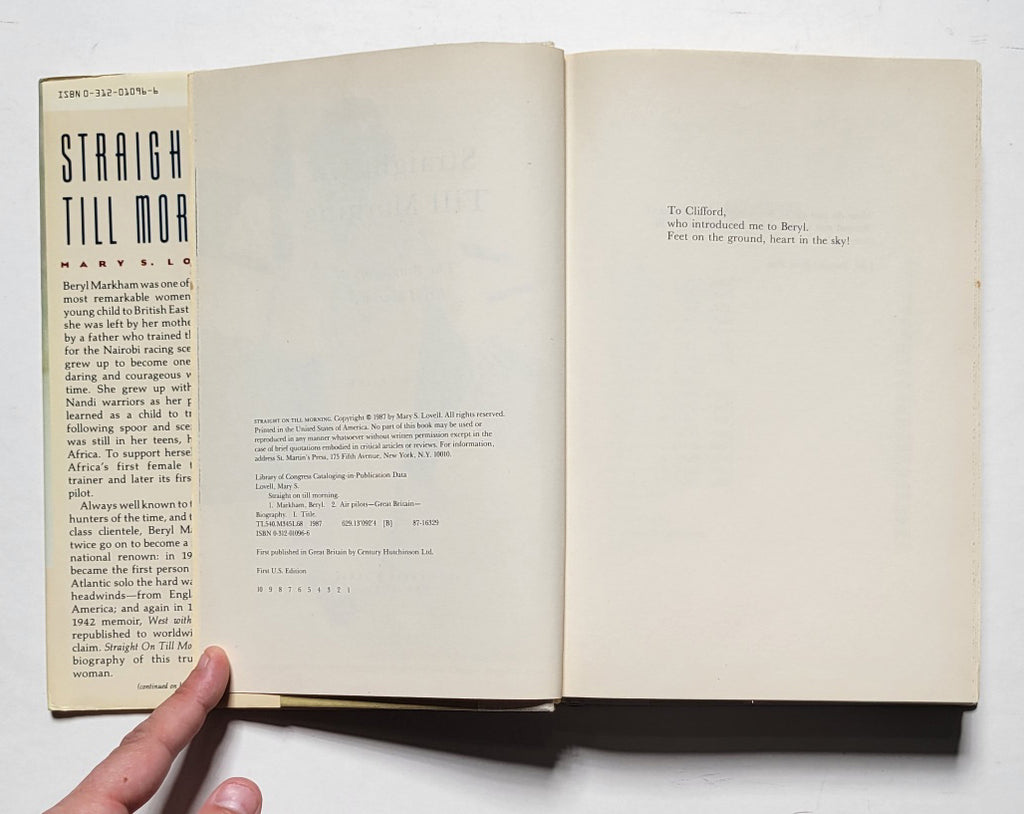 ISBN 0-312-01096-6
STRAIGH
TILL MOR
MARY S. LO
Beryl Markham was one of
most remarkable women
young child to British East
she was left by her mothe
by a father who trained t
for the Nairobi racing sce
grew up to become one
daring and courageous w
time. She grew up with
Nandi warriors as her p
learned as a child to tr
following spoor and sce
was still in her teens, h
Africa. To support herse
Africa's first female t
trainer and later its firs
pilot.
Always well known to t
hunters of the time, and t
class clientele, Beryl M
twice go on to become a
national renown: in 19
became the first person
Atlantic solo the hard wa
headwinds—from Engl
America; and again in 1
1942 memoir, West with
republished to worldwi
claim. Straight On Till Mo
biography of this tru
woman.
(continued on
STRAIGHT ON TILL MORNING. Copyright © 1987 by Mary S. Lovell. All rights reserved.
Printed in the United States of America. No part of this book may be used or
reproduced in any manner whatsoever without written permission except in the
case of brief quotations embodied in critical articles or reviews. For information,
address St. Martin's Press, 175 Fifth Avenue, New York, N.Y. 10010.
Library of Congress Cataloging-in-Publication Data
Lovell, Mary S.
Straight on till morning.
1. Markham, Beryl. 2. Air pilots—Great Britain—
Biography. I. Title.
TL540.M345L68 1987 629.13'092'4 [B] 87-16329
ISBN 0-312-01096-6
First published in Great Britain by Century Hutchinson Ltd.
First U.S. Edition
10 9 8 7 6 5 4 3 2 1
To Clifford,
who introduced me to Beryl.
Feet on the ground, heart in the sky!